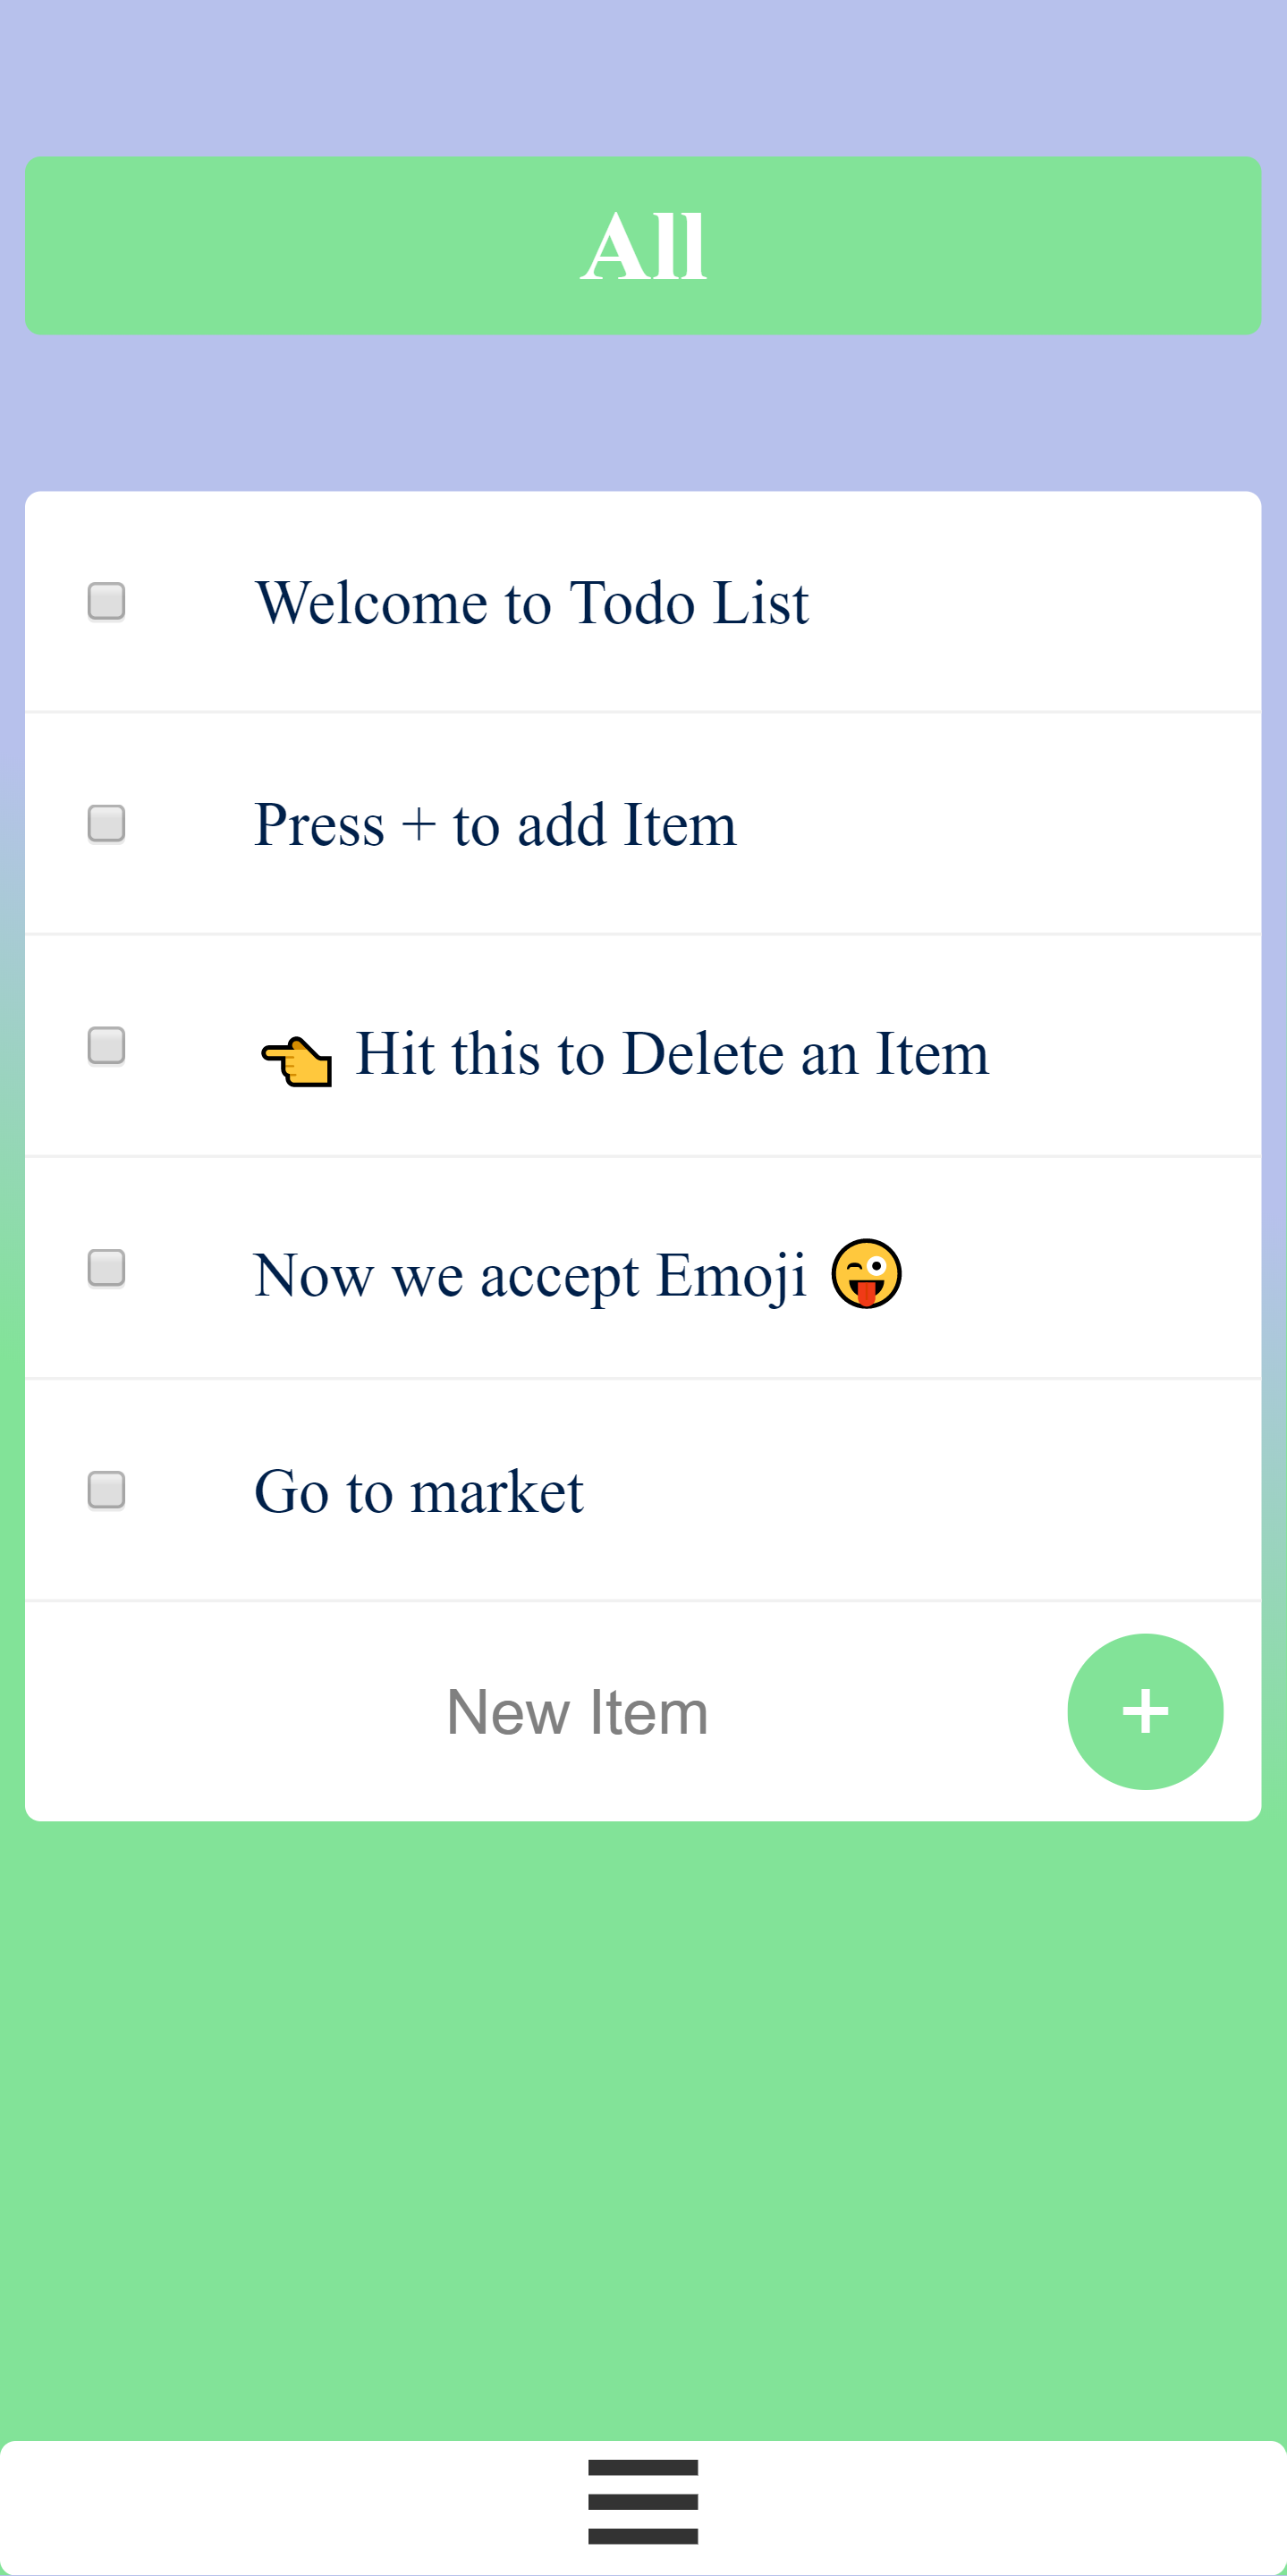 All
Welcome to Todo List
Press + to add Item
👈 Hit this to Delete an Item
Now we accept Emoji 😜
Go to market
New Item +